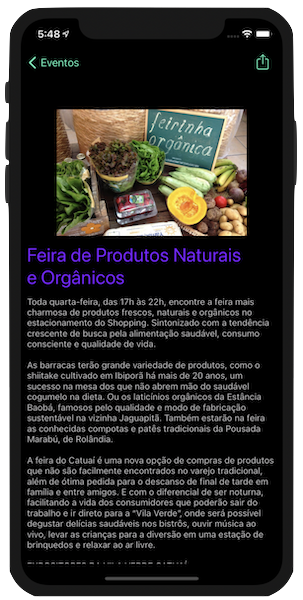 5:48
Eventos
feirinha
orgânica
Feira de Produtos Naturais
e Orgânicos
Toda quarta-feira, das 17h às 22h, encontre a feira mais
charmosa de produtos frescos, naturais e orgânicos no
estacionamento do Shopping. Sintonizado com a tendência
crescente de busca pela alimentação saudável, consumo
consciente e qualidade de vida.
As barracas terão grande variedade de produtos, como o
shiitake cultivado em Ibiporã há mais de 20 anos, um
sucesso na mesa dos que não abrem mão do saudável
cogumelo na dieta. Ou os laticínios orgânicos da Estância
Baobá, famosos pelo qualidade e modo de fabricação
sustentável na vizinha Jaguapitã. Também estarão na feira
as conhecidas compotas e patês tradicionais da Pousada
Marabú, de Rolândia.
A feira do Catuaí é uma nova opção de compras de produtos
que não são facilmente encontrados no varejo tradicional,
além de ótima pedida para o descanso de final de tarde em
família e entre amigos. E com o diferencial de ser noturna,
facilitando a vida dos consumidores que poderão sair do
trabalho e ir direto para a “Vila Verde”, onde será possível
degustar delícias saudáveis nos bistrôs, ouvir música ao
vivo, levar as crianças para a diversão em uma estação de
brinquedos e relaxar ao ar livre.